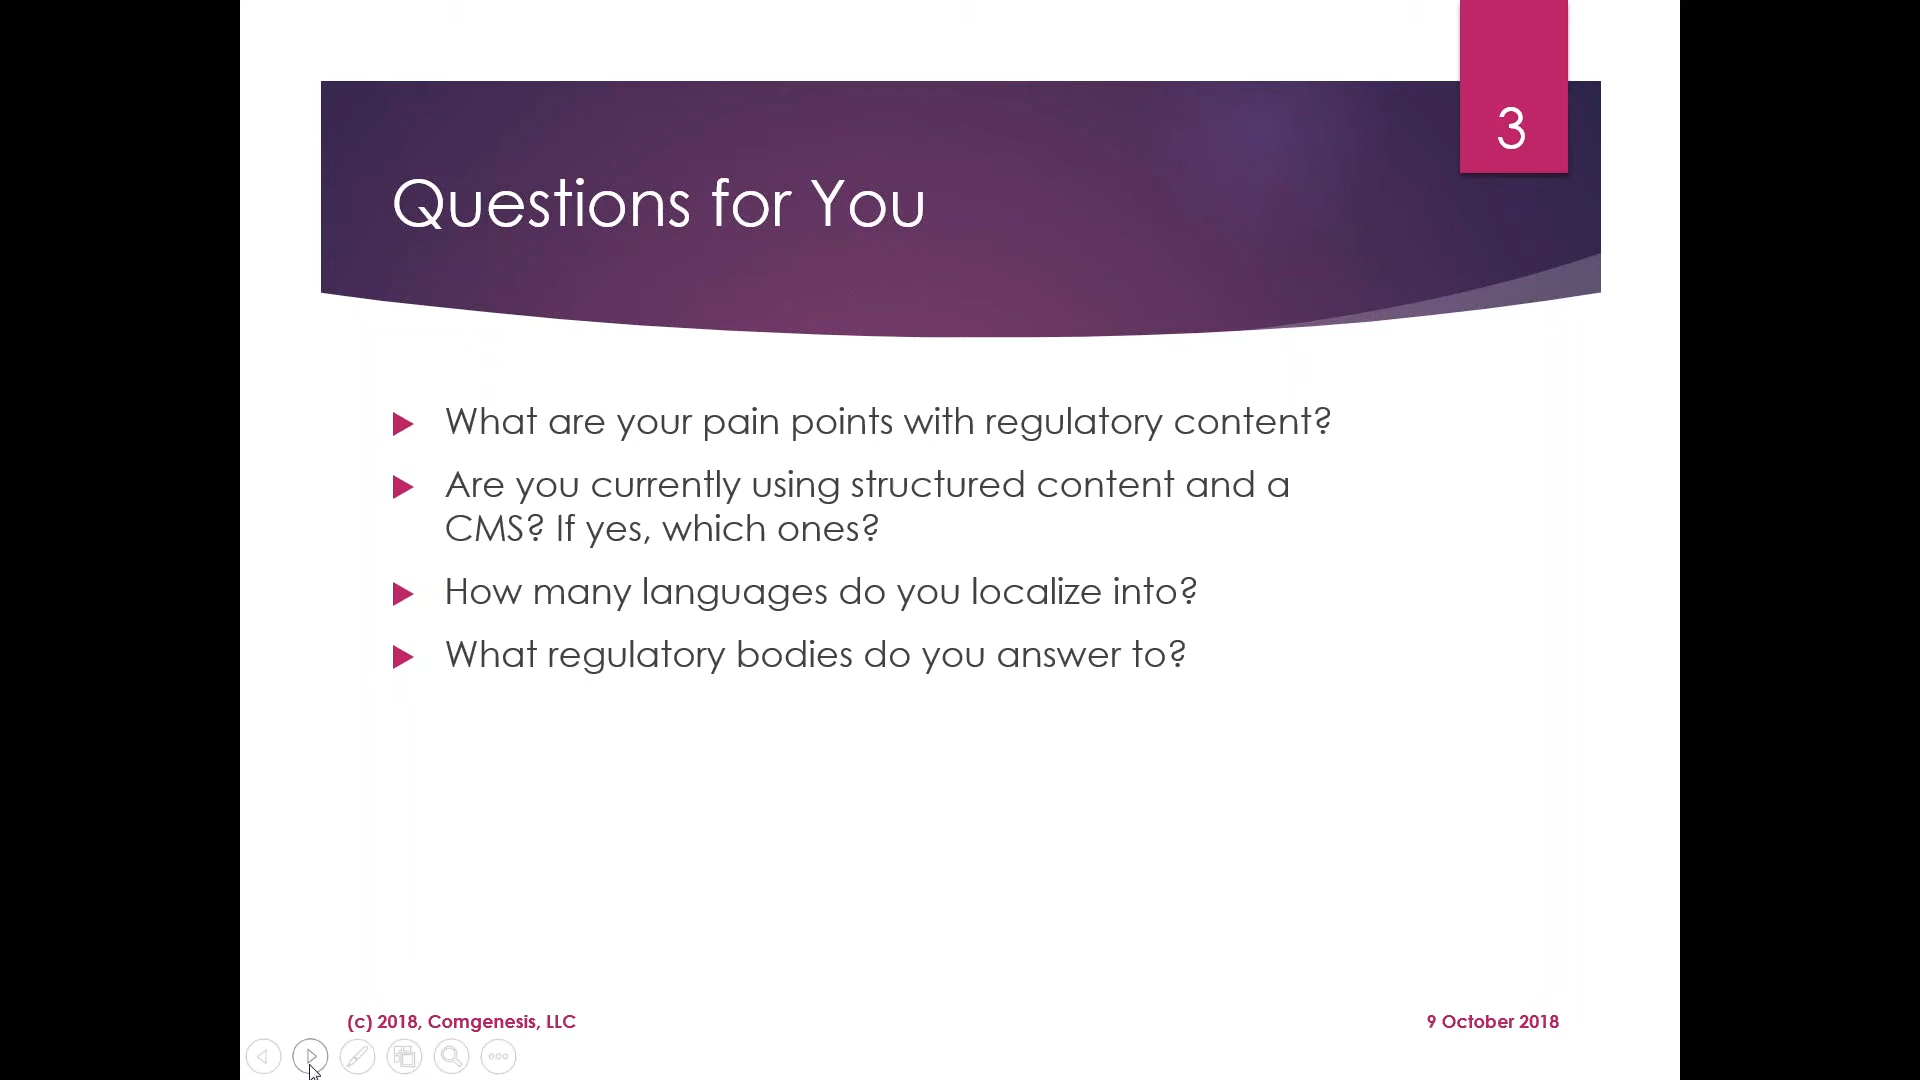 3
Questions for You
What are your pain points with regulatory content?
Are you currently using structured content and a
CMS? If yes, which ones?
How many languages do you localize into?
What regulatory bodies do you answer to?
(c) 2018, Comgenesis, LLC
9 October 2018